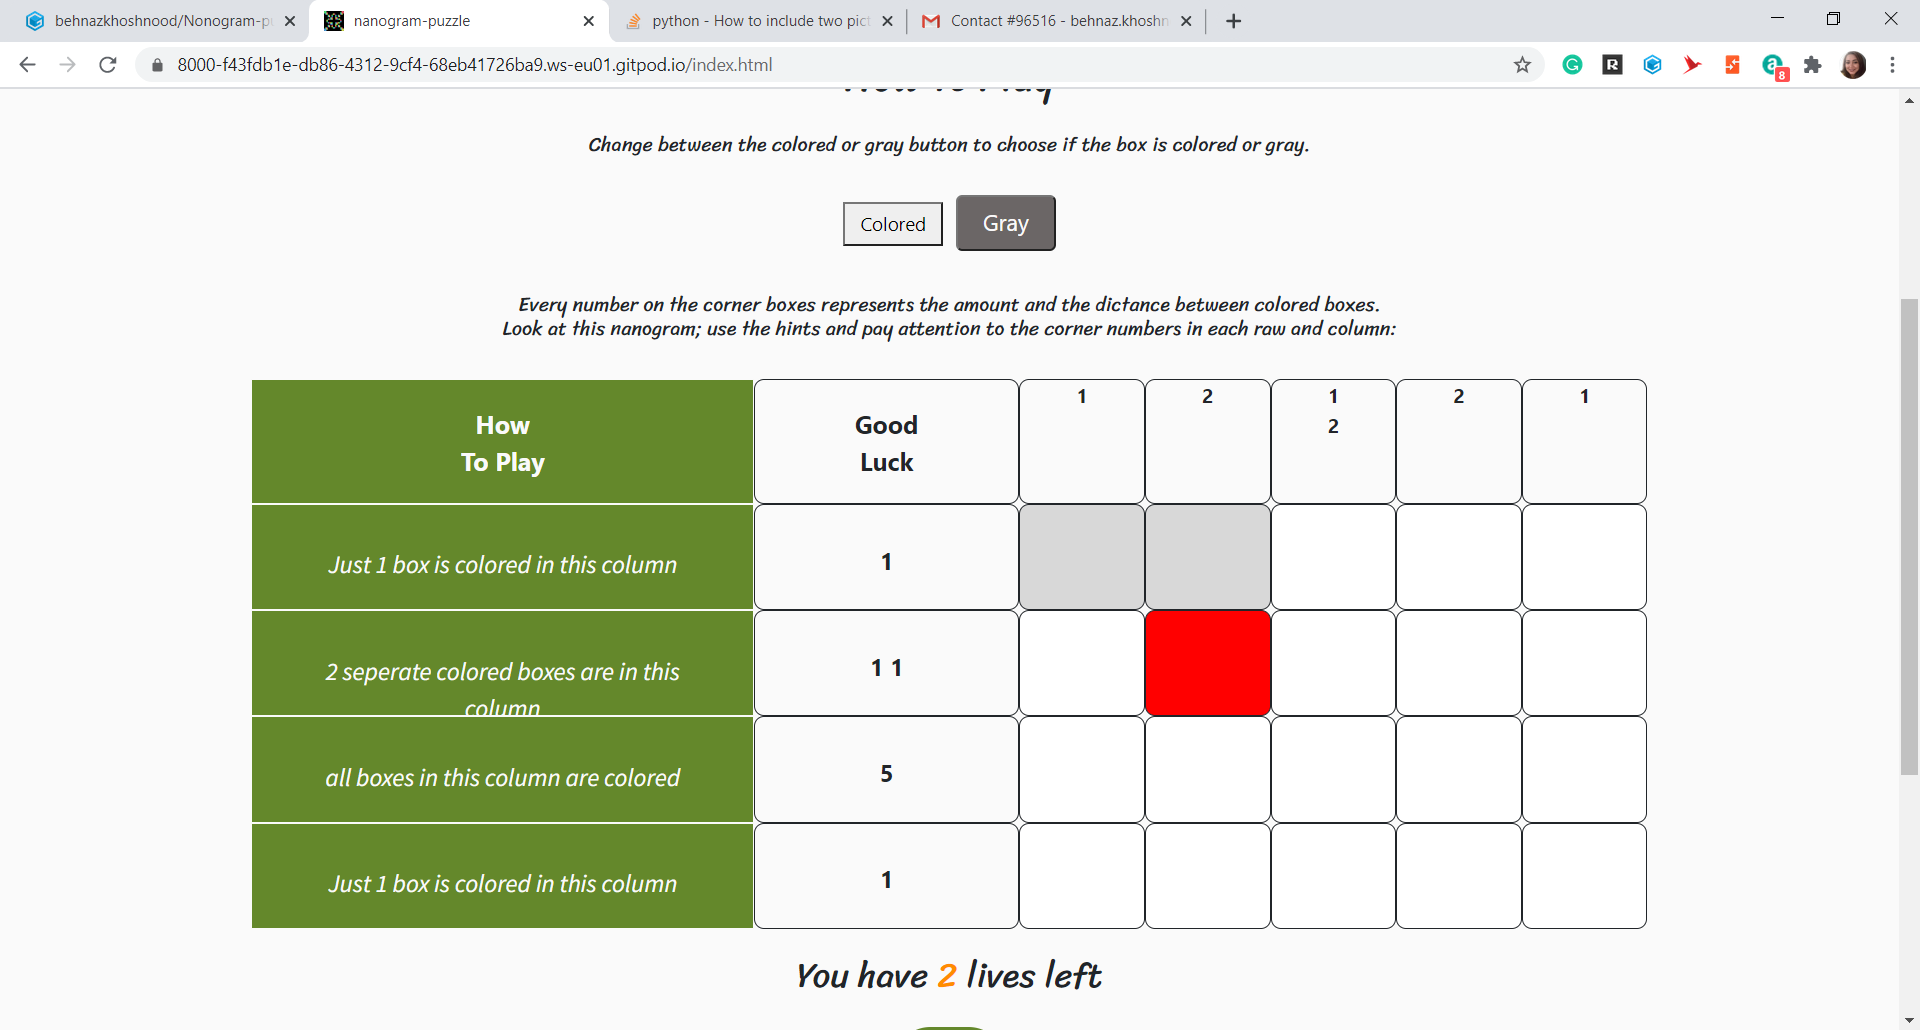 behnazkhoshnood/Nonogram-pu
nanogram-puzzle
python - How to include two pict
Contact #96516 - behnaz.khoshn
8000-f43fdb1e-db86-4312-9cf4-68eb41726ba9.ws-eu01.gitpod.io/index.html
8
How To Play
Change between the colored or gray button to choose if the box is colored or gray.
Colored Gray
Every number on the corner boxes represents the amount and the dictance between colored boxes.
Look at this nanogram; use the hints and pay attention to the corner numbers in each raw and column:
How
To Play
Good
Luck
1
2
1
2
2
1
Just 1 box is colored in this column
1
2 seperate colored boxes are in this
column
1 1
all boxes in this column are colored
5
Just 1 box is colored in this column
1
You have 2 lives left